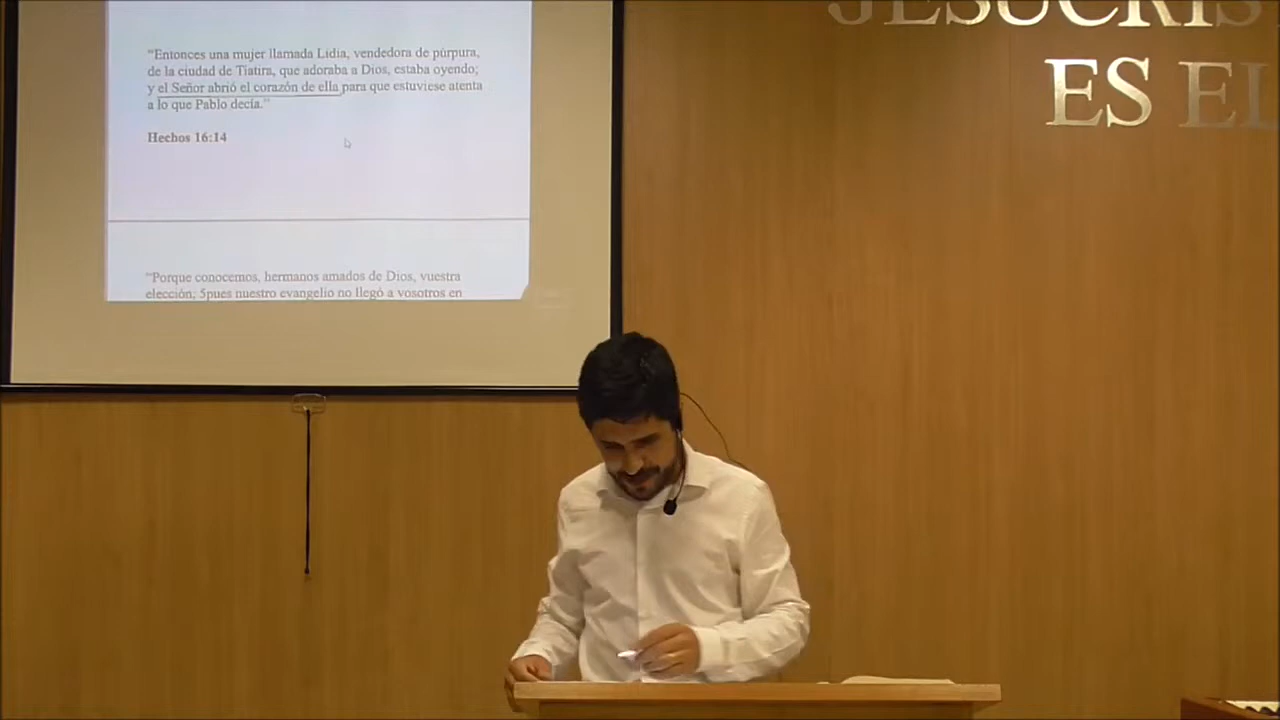 “Entonces una mujer llamada Lidia, vendedora de púrpura,
de la ciudad de Tiatira, que adoraba a Dios, estaba oyendo;
y el Señor abrió el corazón de ella para que estuviese atenta
a lo que Pablo decía.”
Hechos 16:14
“Porque conocemos, hermanos amados de Dios, vuestra
elección, 5pues nuestro evangelio no llegó a vosotros en
JESUCRIS
ES EL